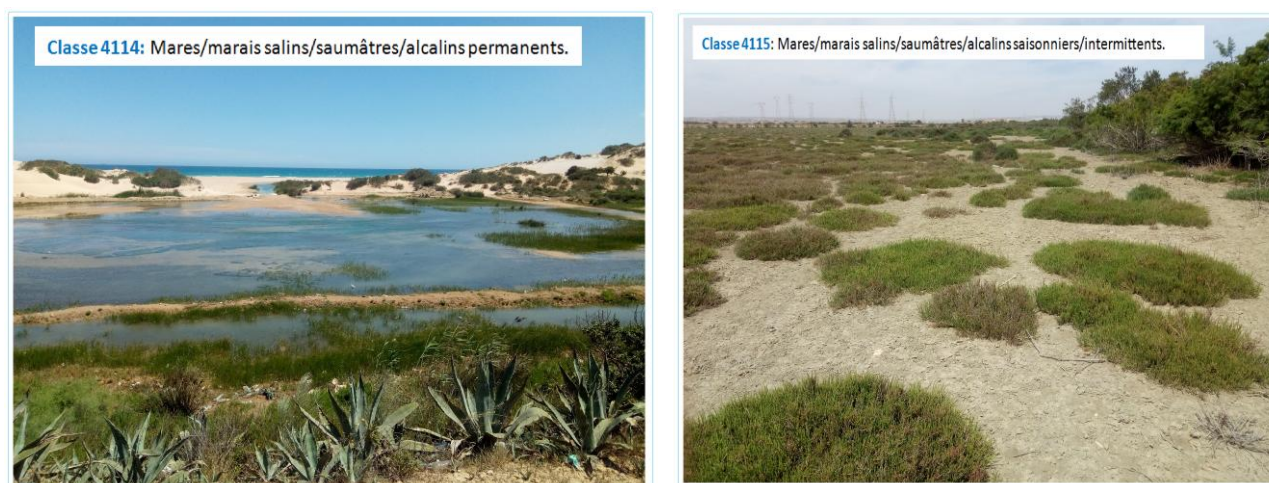 Classe 4114: Mares/marais salins/saumâtres/alcalins permanents.
Classe 4115: Mares/marais salins/saumâtres/alcalins saisonniers/intermittents.